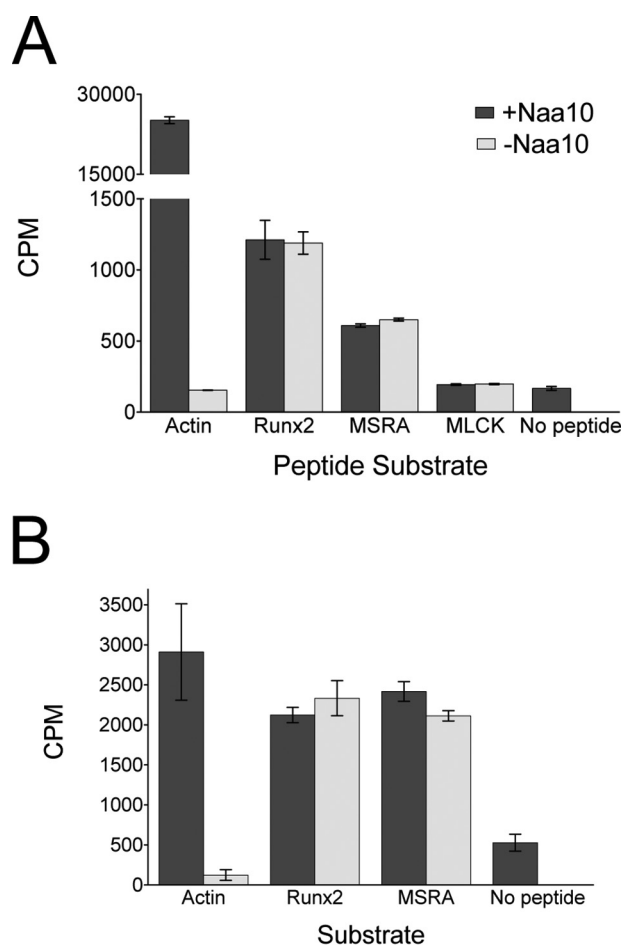 A
30000
15000
1500
1000
500
0
CPM
+Naa10
-Naa10
Actin Runx2 MSRA MLCK No peptide
Peptide Substrate
B
3500
3000
2500
2000
1500
1000
500
0
CPM
Actin Runx2 MSRA No peptide
Substrate